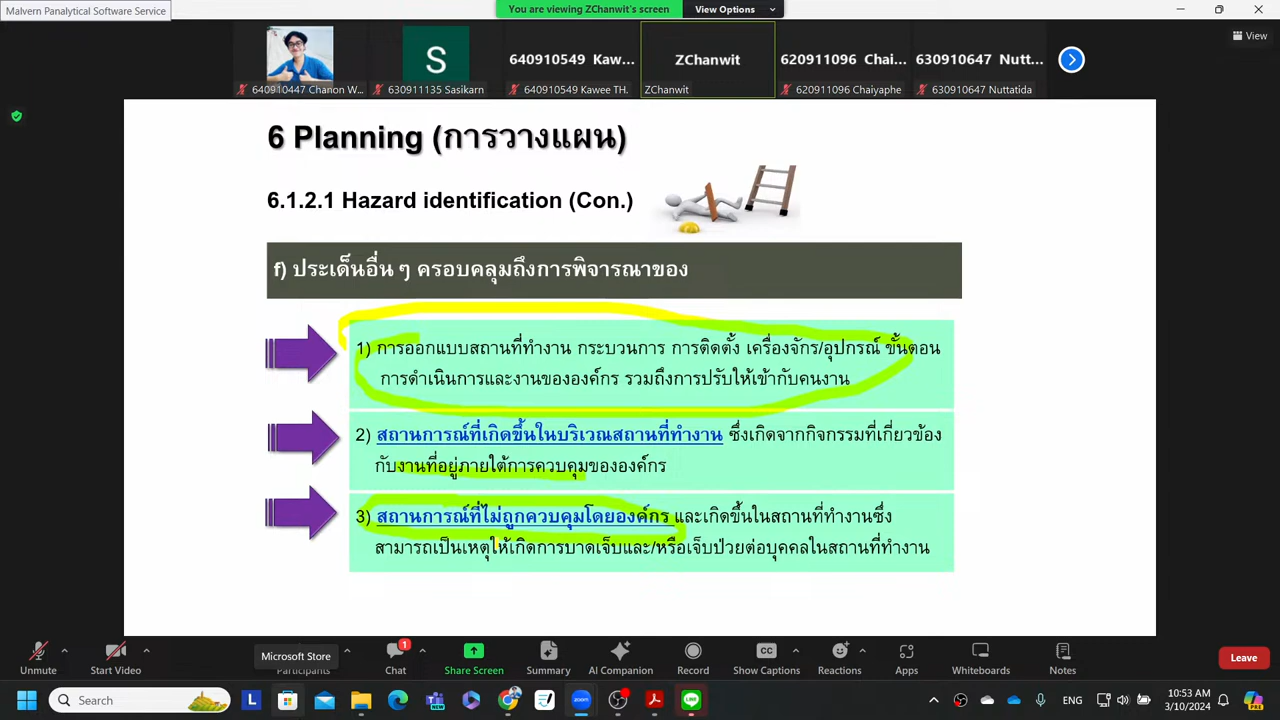 Malvern Panalytical Software Service
You are viewing ZChanwit's screen
View Options
View
S
640910549 Kaw...
ZChanwit
620911096 Chai...
630910647 Nutt...
640910447 Chanon W...
630911135 Sasikarn
640910549 Kawee TH.
ZChanwit
620911096 Chaiyaphe
630910647 Nuttatida
6 Planning (การวางแผน)
6.1.2.1 Hazard identification (Con.)
f) ประเด็นอื่น ๆ ครอบคลุมถึงการพิจารณาของ
1) การออกแบบสถานที่ทำงาน กระบวนการ การติดตั้ง เครื่องจักร/อุปกรณ์ ขั้นตอน
การดำเนินการและงานขององค์กร รวมถึงการปรับให้เข้ากับคนงาน
2) สถานการณ์ที่เกิดขึ้นในบริเวณสถานที่ทำงาน ซึ่งเกิดจากกิจกรรมที่เกี่ยวข้อง
กับงานที่อยู่ภายใต้การควบคุมขององค์กร
3) สถานการณ์ที่ไม่ถูกควบคุมโดยองค์กร และเกิดขึ้นในสถานที่ทำงานซึ่ง
สามารถเป็นเหตุให้เกิดการบาดเจ็บและ/หรือเจ็บป่วยต่อบุคคลในสถานที่ทำงาน
1
Unmute
Start Video
Participants
Chat
Share Screen
Summary
AI Companion
Record
Show Captions
Reactions
Apps
Whiteboards
Notes
Leave
Microsoft Store
Search
L
zoom
ENG
10:53 AM
3/10/2024